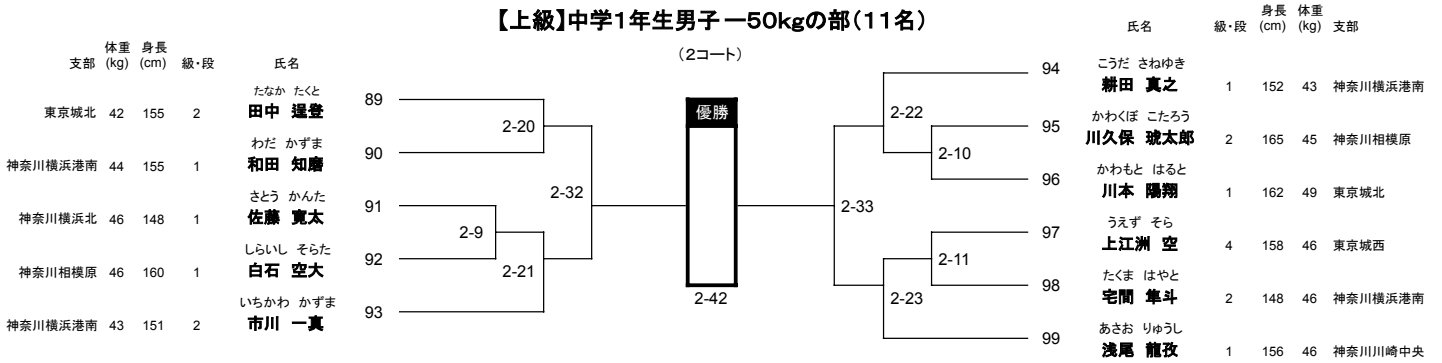 【上級】中学1年生男子 ー50kgの部（11名）
（2コート）
優勝
2-42
支部 体重(kg) 身長(cm) 級・段 氏名
たなか たくと
東京城北 42 155 2 田中 逞登 89
わだ かずま
神奈川横浜港南 44 155 1 和田 知磨 90
さとう かんた
神奈川横浜北 46 148 1 佐藤 寛太 91
しらいし そらた
神奈川相模原 46 160 1 白石 空大 92
いちかわ かずま
神奈川横浜港南 43 151 2 市川 一真 93
2-20
2-9
2-21
2-32
氏名 級・段 身長(cm) 体重(kg) 支部
こうだ さねゆき
94 耕田 真之 1 152 43 神奈川横浜港南
かわくぼ こたろう
95 川久保 琥太郎 2 165 45 神奈川相模原
かわもと はると
96 川本 陽翔 1 162 49 東京城北
うえず そら
97 上江洲 空 4 158 46 東京城西
たくま はやと
98 宅間 隼斗 2 148 46 神奈川横浜港南
あさお りゅうし
99 浅尾 龍孜 1 156 46 神奈川川崎中央
2-22
2-10
2-33
2-11
2-23